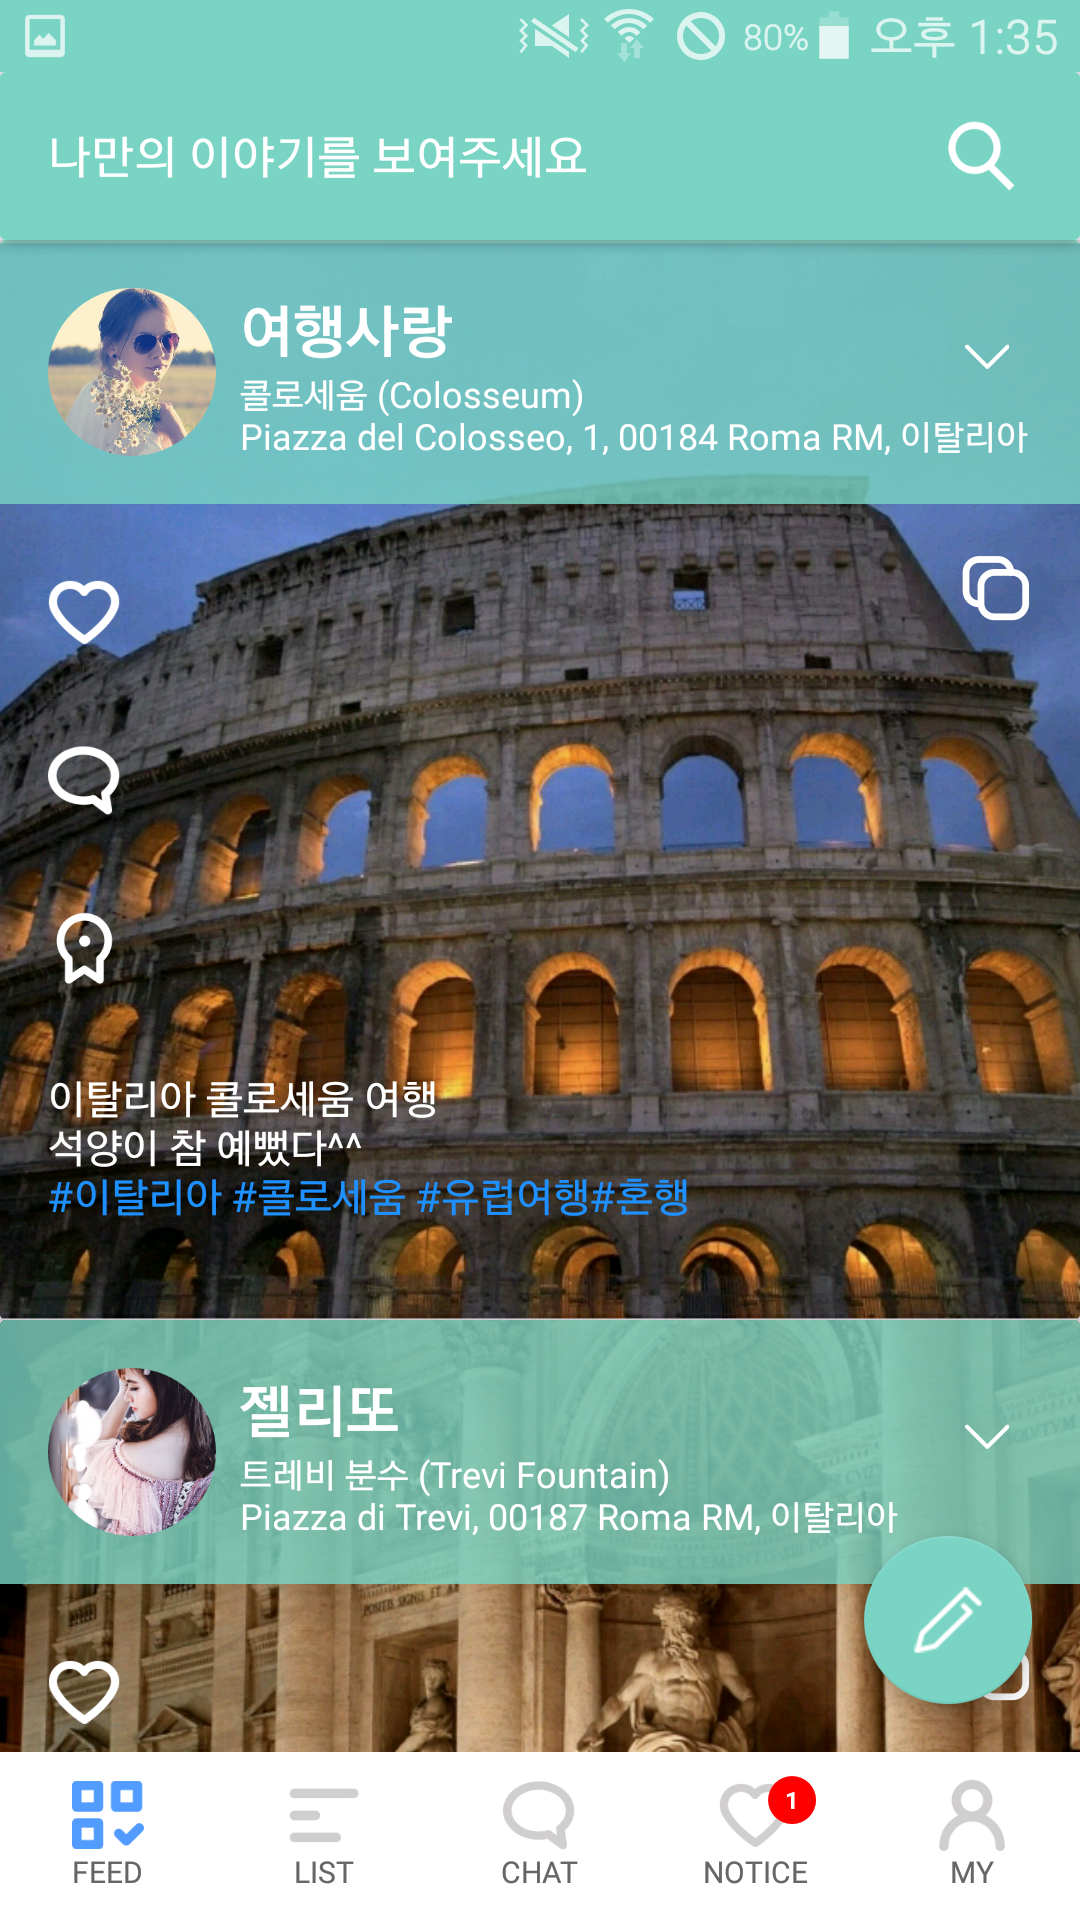 80% 오후 1:35
나만의 이야기를 보여주세요
여행사랑
콜로세움 (Colosseum)
Piazza del Colosseo, 1, 00184 Roma RM, 이탈리아
이탈리아 콜로세움 여행
석양이 참 예뻤다^^
#이탈리아 #콜로세움 #유럽여행#혼행
젤리또
트레비 분수 (Trevi Fountain)
Piazza di Trevi, 00187 Roma RM, 이탈리아
1
FEED LIST CHAT NOTICE MY